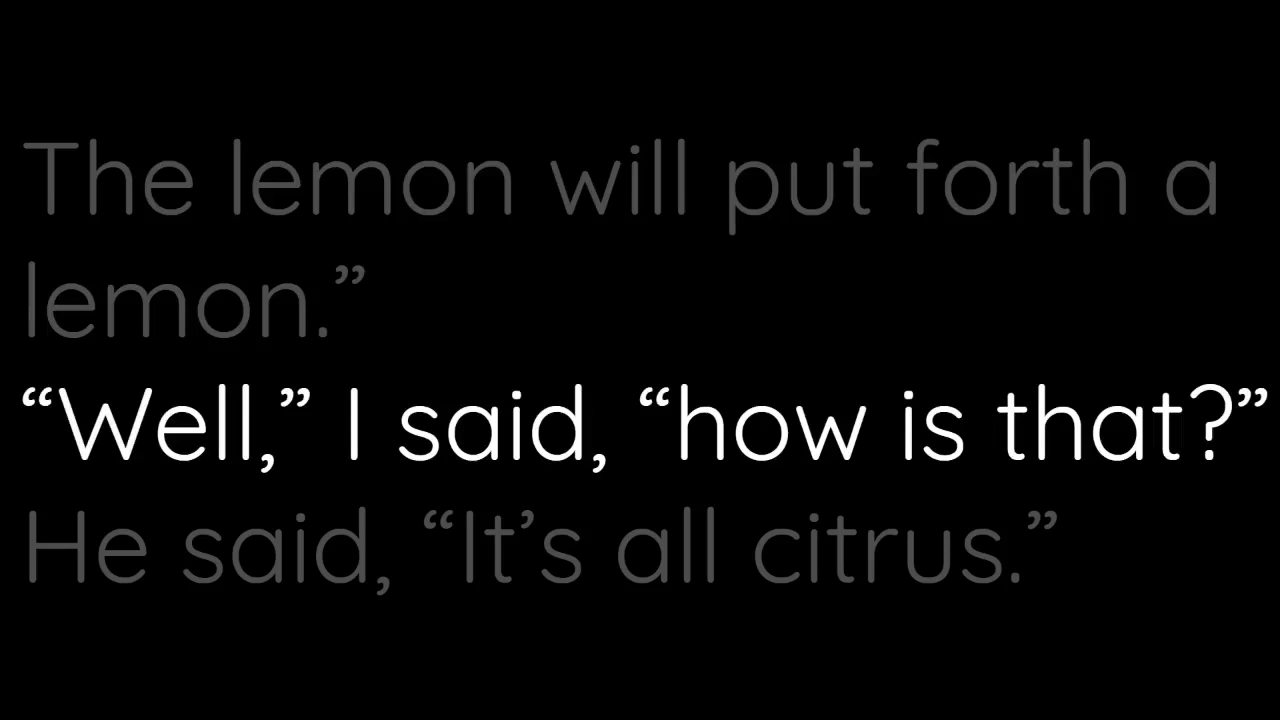 The lemon will put forth a
lemon.”
“Well,” I said, “how is that?”
He said, “It’s all citrus.”